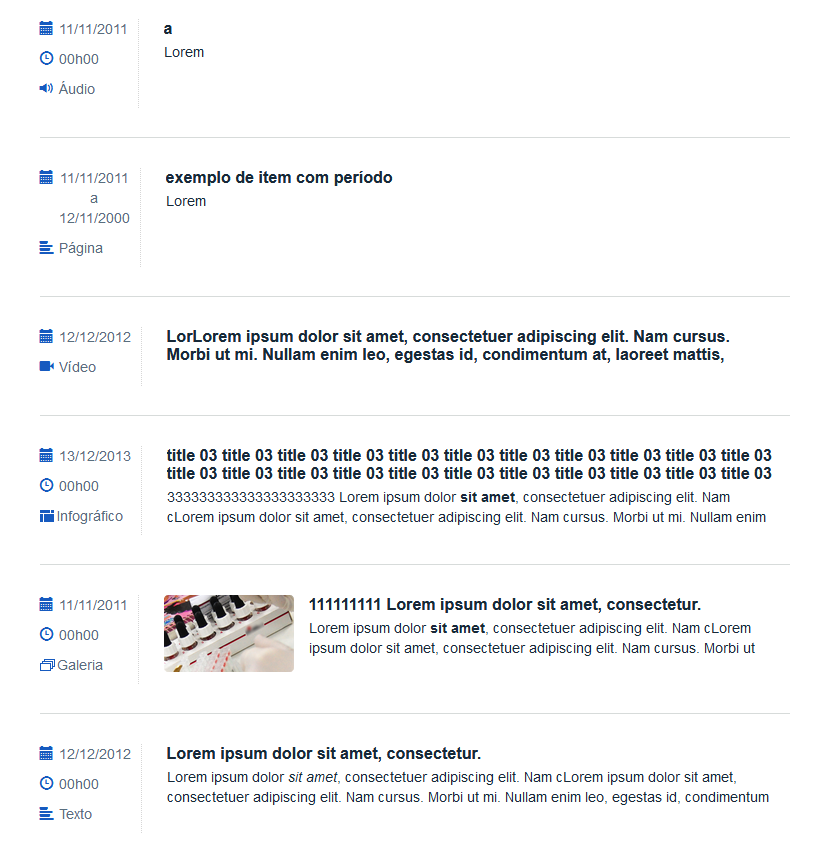 11/11/2011
00h00
Áudio
a
Lorem
11/11/2011
a
12/11/2000
Página
exemplo de item com período
Lorem
12/12/2012
Vídeo
LorLorem ipsum dolor sit amet, consectetuer adipiscing elit. Nam cursus.
Morbi ut mi. Nullam enim leo, egestas id, condimentum at, laoreet mattis,
13/12/2013
00h00
Infográfico
title 03 title 03 title 03 title 03 title 03 title 03 title 03 title 03 title 03 title 03 title 03
title 03 title 03 title 03 title 03 title 03 title 03 title 03 title 03 title 03 title 03 title 03
333333333333333333333 Lorem ipsum dolor sit amet, consectetuer adipiscing elit. Nam
cLorem ipsum dolor sit amet, consectetuer adipiscing elit. Nam cursus. Morbi ut mi. Nullam enim
11/11/2011
00h00
Galeria
111111111 Lorem ipsum dolor sit amet, consectetur.
Lorem ipsum dolor sit amet, consectetuer adipiscing elit. Nam cLorem
ipsum dolor sit amet, consectetuer adipiscing elit. Nam cursus. Morbi ut
12/12/2012
00h00
Texto
Lorem ipsum dolor sit amet, consectetur.
Lorem ipsum dolor sit amet, consectetuer adipiscing elit. Nam cLorem ipsum dolor sit amet,
consectetuer adipiscing elit. Nam cursus. Morbi ut mi. Nullam enim leo, egestas id, condimentum